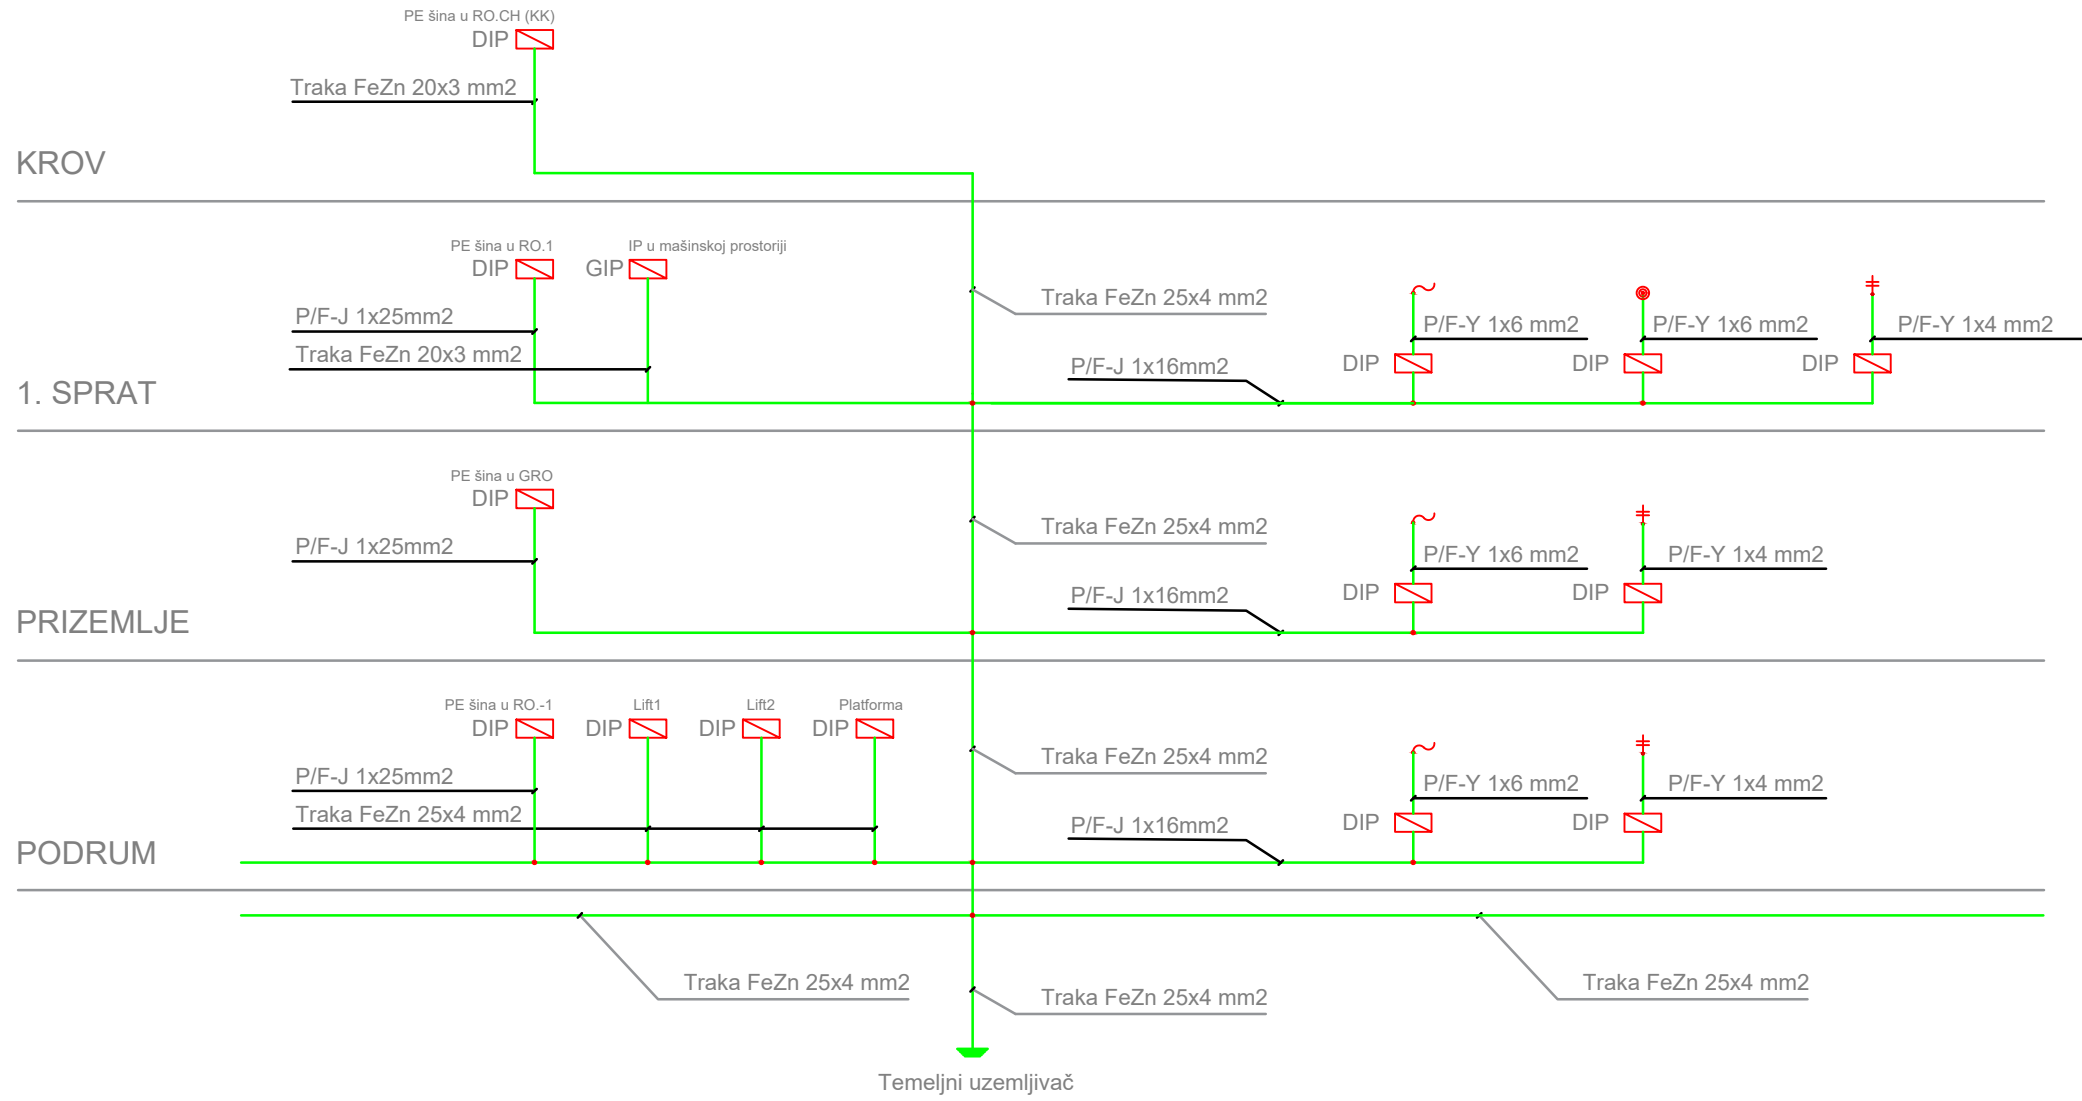 PE šina u RO.CH (KK)
DIP
Traka FeZn 20x3 mm2
KROV
PE šina u RO.1
IP u mašinskoj prostoriji
DIP
GIP
Traka FeZn 25x4 mm2
P/F-J 1x25mm2
P/F-Y 1x6 mm2
P/F-Y 1x6 mm2
P/F-Y 1x4 mm2
Traka FeZn 20x3 mm2
P/F-J 1x16mm2
DIP
DIP
DIP
1. SPRAT
PE šina u GRO
DIP
Traka FeZn 25x4 mm2
P/F-J 1x25mm2
P/F-Y 1x6 mm2
P/F-Y 1x4 mm2
P/F-J 1x16mm2
DIP
DIP
PRIZEMLJE
PE šina u RO.-1
Lift1
Lift2
Platforma
DIP
DIP
DIP
DIP
Traka FeZn 25x4 mm2
P/F-J 1x25mm2
P/F-Y 1x6 mm2
P/F-Y 1x4 mm2
Traka FeZn 25x4 mm2
P/F-J 1x16mm2
DIP
DIP
PODRUM
Traka FeZn 25x4 mm2
Traka FeZn 25x4 mm2
Traka FeZn 25x4 mm2
Temeljni uzemljivač